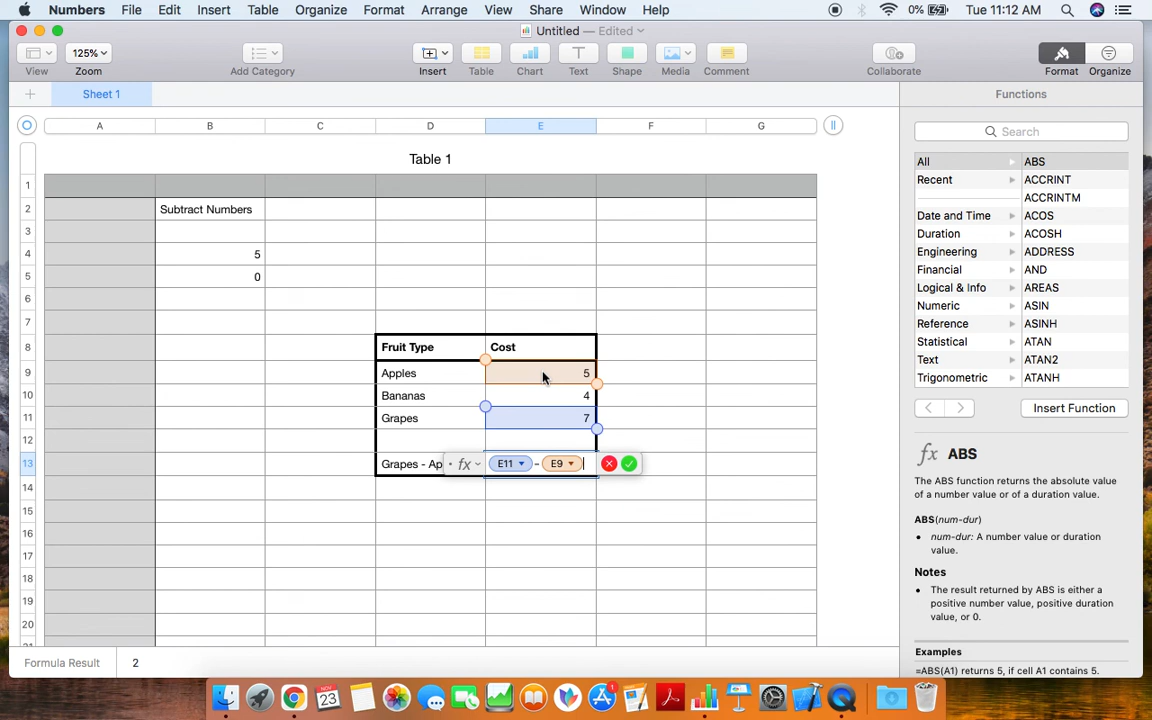 Numbers File Edit Insert Table Organize Format Arrange View Share Window Help 0% Tue 11:12 AM
Untitled — Edited
125%
View Zoom Add Category Insert Table Chart Text Shape Media Comment Collaborate Format Organize
Sheet 1
Functions
A B C D E F G
Search
Table 1
All ABS
Recent ACCRINT
ACCRINTM
Date and Time ACOS
Duration ACOSH
Engineering ADDRESS
Financial AND
Logical & Info AREAS
Numeric ASIN
Reference ASINH
Statistical ATAN
Text ATAN2
Trigonometric ATANH
1
2 Subtract Numbers
3
4 5
5 0
6
7
8 Fruit Type Cost
9 Apples 5
10 Bananas 4
11 Grapes 7
12
13 Grapes - Ap fx E11 - E9
14
15
16
17
18
19
20
Insert Function
fx ABS
The ABS function returns the absolute
value of a number value or of a duration value.
ABS(num-dur)
• num-dur: A number value or duration
value.
Notes
• The result returned by ABS is either a
positive number value, positive duration
value, or 0.
Examples
=ABS(A1) returns 5, if cell A1 contains 5.
Formula Result 2
NOV
23
1